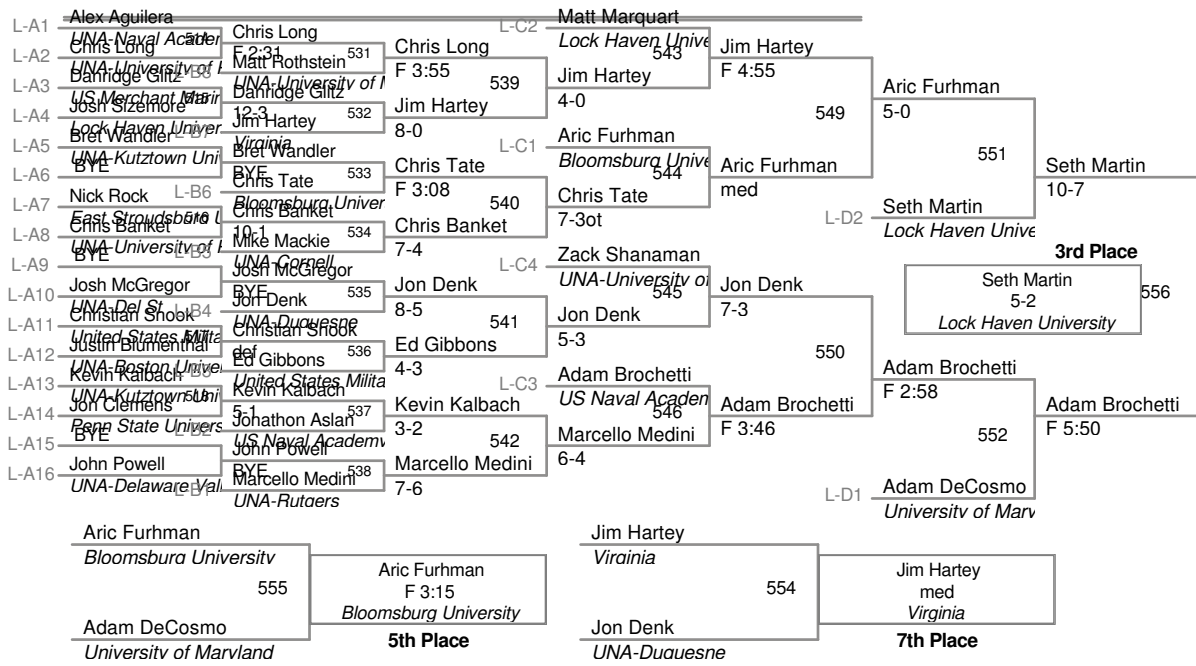 L-A1
Alex Aguilera
UNA-Naval Acade
L-A2
Chris Long
UNA-University of
L-A3
Danridge Glitz
US Merchant Mari
L-A4
Josh Sizemore
Lock Haven Univer
L-A5
Bret Wandler
UNA-Kutztown Uni
L-A6
BYE
L-A7
Nick Rock
East Stroudsburg U
L-A8
Chris Banket
UNA-University of
L-A9
BYE
L-A10
Josh McGregor
UNA-Del St
L-A11
Christian Shook
United States Milita
L-A12
Justin Blumenthal
UNA-Boston Univer
L-A13
Kevin Kalbach
UNA-Kutztown Uni
L-A14
Jon Clemens
Penn State Univers
L-A15
BYE
L-A16
John Powell
UNA-Delaware Val
Chris Long
F 2:31
531
Matt Rothstein
UNA-University of
Danridge Glitz
12-3
532
Jim Hartey
Virginia
Bret Wandler
BYE
533
L-B6
Chris Tate
Bloomsburg Univer
Chris Banket
10-1
534
Mike Mackie
UNA-Cornell
Josh McGregor
BYE
535
L-B4
Jon Denk
UNA-Duquesne
Christian Shook
def
536
Ed Gibbons
United States Milita
Kevin Kalbach
5-1
537
L-B2
Jonathon Aslan
US Naval Academy
John Powell
BYE
538
L-B1
Marcello Medini
UNA-Rutgers
Chris Long
F 3:55
539
Jim Hartey
8-0
Chris Tate
F 3:08
540
Chris Banket
7-4
Jon Denk
8-5
541
Ed Gibbons
4-3
Kevin Kalbach
3-2
542
Marcello Medini
7-6
L-C2
Matt Marquart
Lock Haven Unive
543
Jim Hartey
4-0
L-C1
Aric Furhman
Bloomsburg Unive
544
Chris Tate
7-3ot
L-C4
Zack Shanaman
UNA-University of
545
Jon Denk
5-3
L-C3
Adam Brochetti
US Naval Academ
546
Marcello Medini
6-4
Jim Hartey
F 4:55
549
Aric Furhman
med
Jon Denk
7-3
550
Adam Brochetti
F 3:46
Aric Furhman
5-0
551
L-D2
Seth Martin
Lock Haven Unive
Adam Brochetti
F 2:58
552
L-D1
Adam DeCosmo
University of Mary
Seth Martin
10-7
Adam Brochetti
F 5:50
3rd Place
Seth Martin
5-2
Lock Haven University
556
Aric Furhman
Bloomsburg University
555
Adam DeCosmo
University of Maryland
Aric Furhman
F 3:15
Bloomsburg University
5th Place
Jim Hartey
Virginia
554
Jon Denk
UNA-Duquesne
Jim Hartey
med
Virginia
7th Place